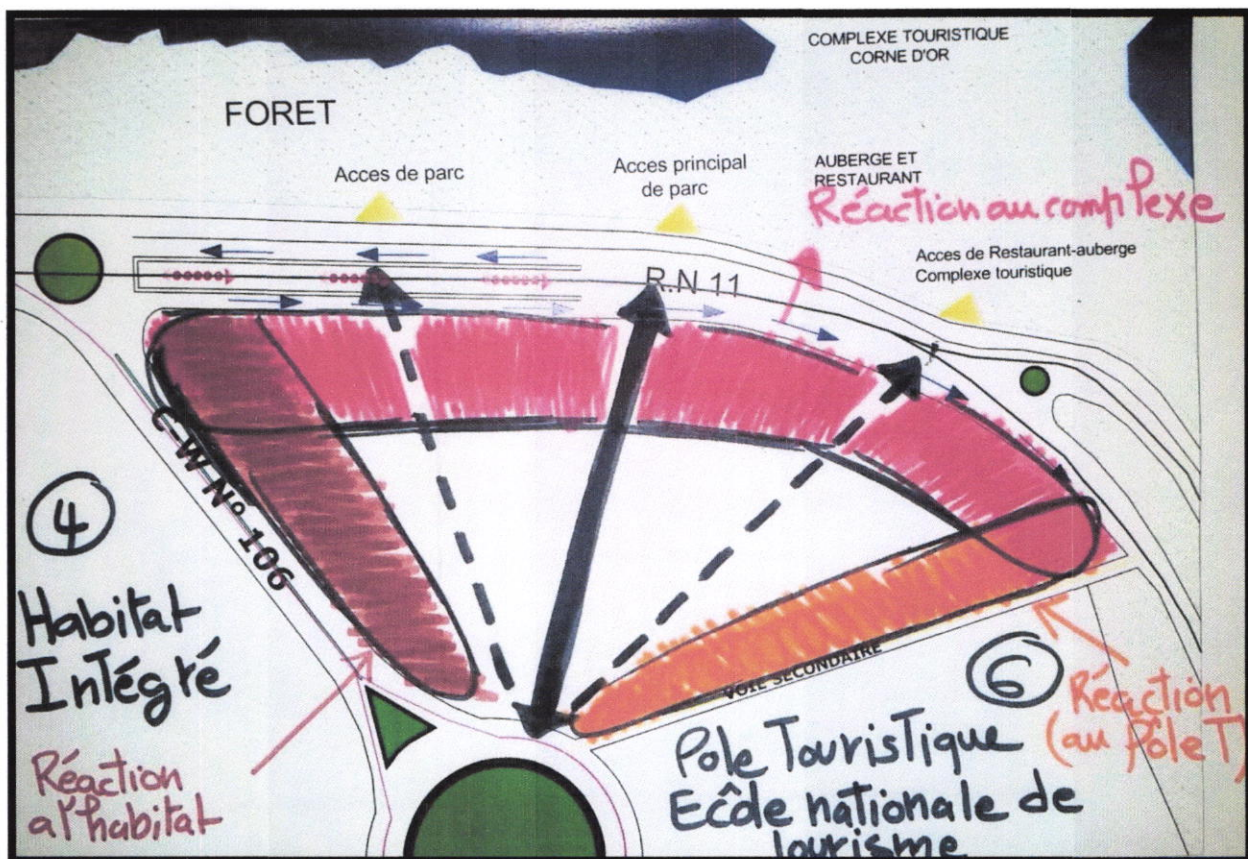 COMPLEXE TOURISTIQUE
CORNE D'OR
FORET
Acces de parc
Acces principal
de parc
AUBERGE ET
RESTAURANT
Réaction au complexe
Acces de Restaurant-auberge
Complexe touristique
R.N 11
C-W N° 106
4
Habitat
Intégré
Réaction
a l'habitat
VOIE SECONDAIRE
6
Réaction
(au Pôle T)
Pole Touristique
Ecôle nationale de
tourisme